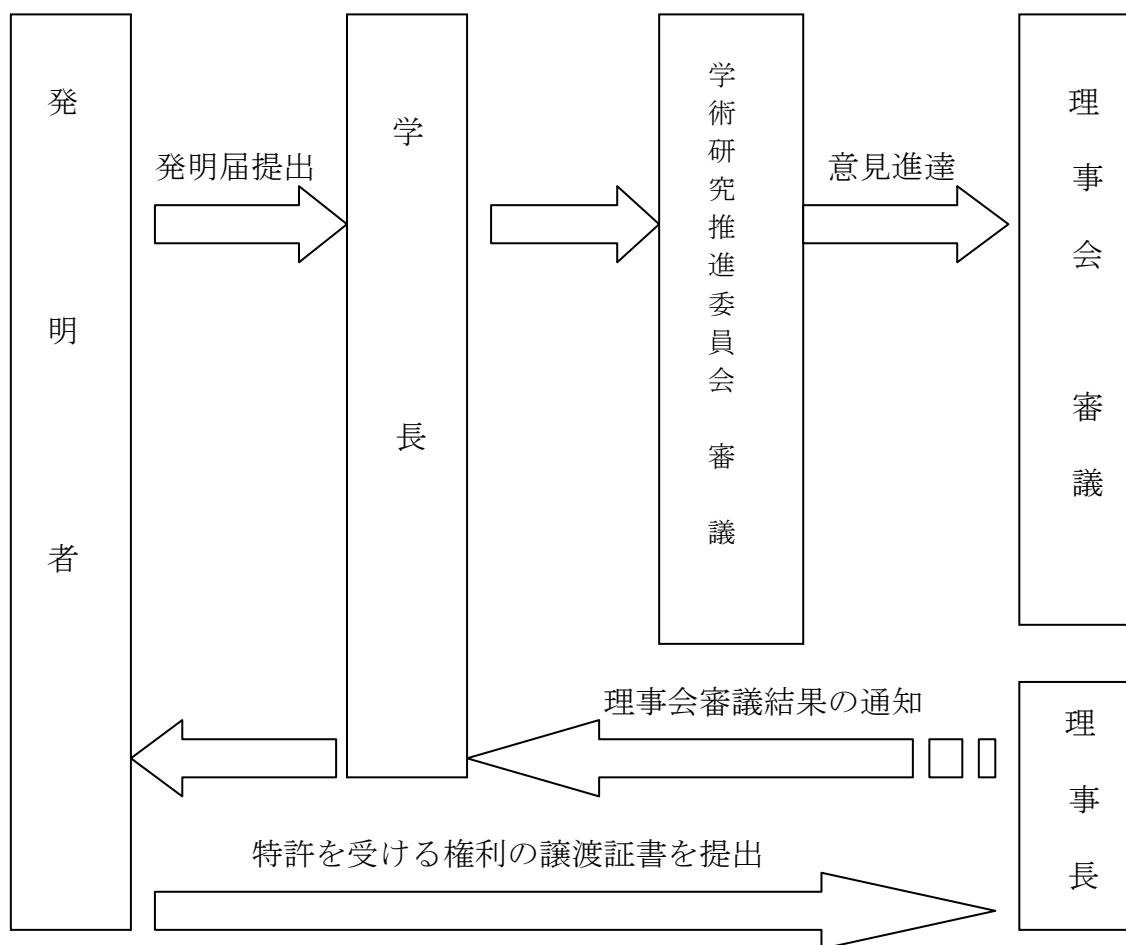 発明者
発明届提出
学長
学術研究推進委員会 審議
意見進達
理事会 審議
理事会審議結果の通知
理事長
特許を受ける権利の譲渡証書を提出